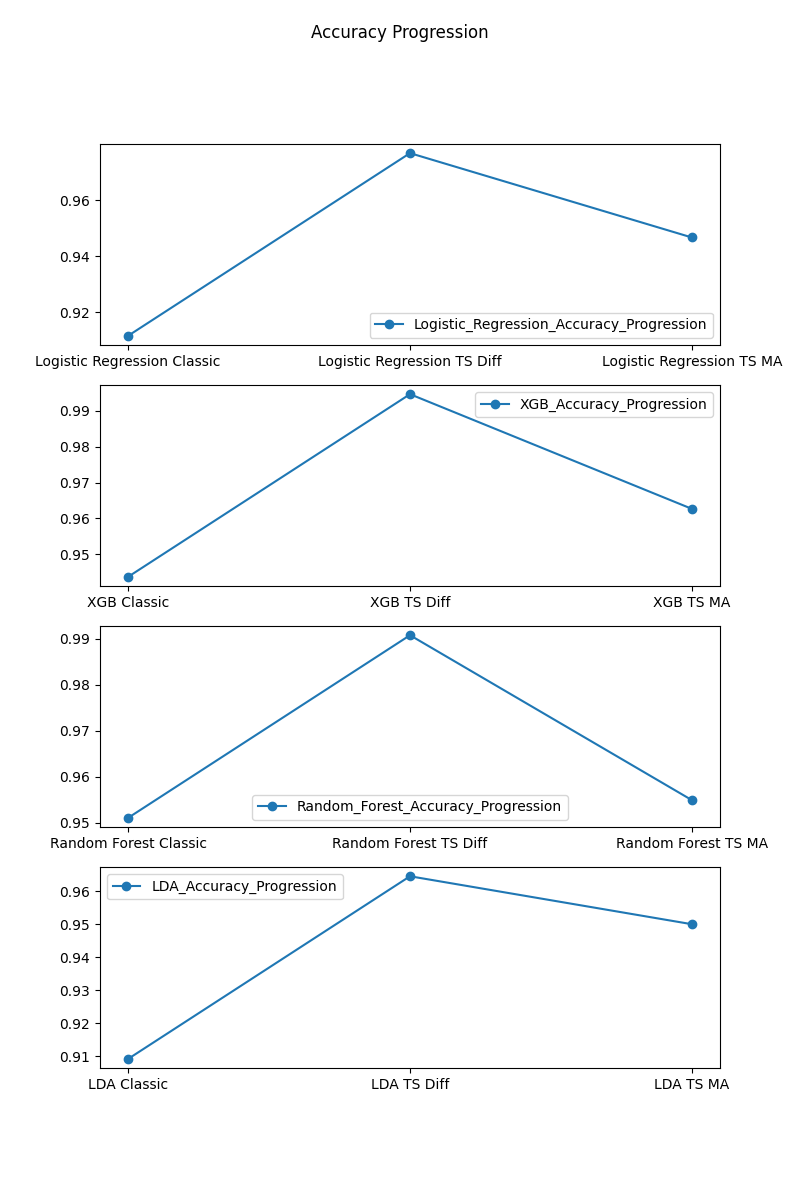 Accuracy Progression
0.96
0.94
0.92
Logistic_Regression_Accuracy_Progression
Logistic Regression Classic Logistic Regression TS Diff Logistic Regression TS MA
0.99
0.98
0.97
0.96
0.95
XGB_Accuracy_Progression
XGB Classic XGB TS Diff XGB TS MA
0.99
0.98
0.97
0.96
0.95
Random_Forest_Accuracy_Progression
Random Forest Classic Random Forest TS Diff Random Forest TS MA
0.96
0.95
0.94
0.93
0.92
0.91
LDA_Accuracy_Progression
LDA Classic LDA TS Diff LDA TS MA